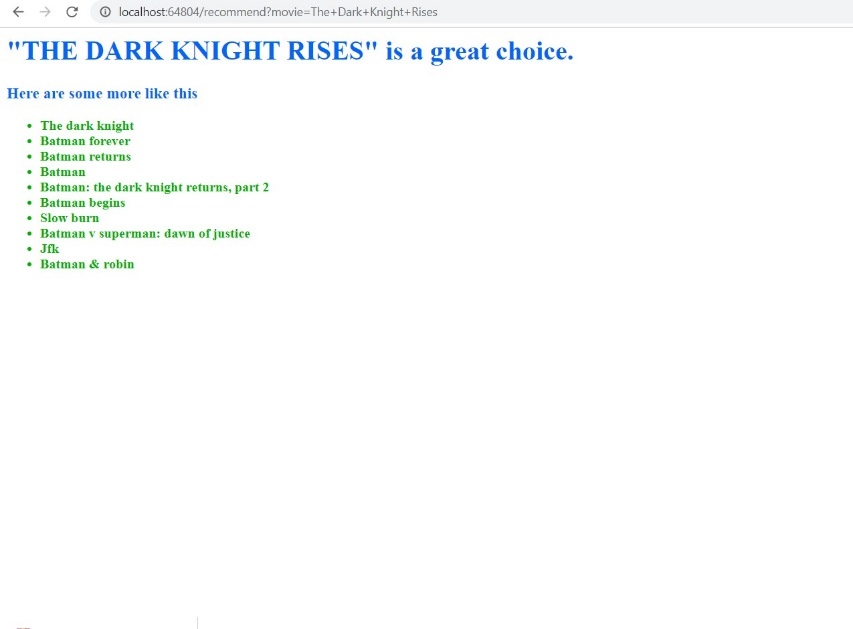 localhost:64804/recommend?movie=The+Dark+Knight+Rises
"THE DARK KNIGHT RISES" is a great choice.
Here are some more like this
• The dark knight
• Batman forever
• Batman returns
• Batman
• Batman: the dark knight returns, part 2
• Batman begins
• Slow burn
• Batman v superman: dawn of justice
• Jfk
• Batman & robin